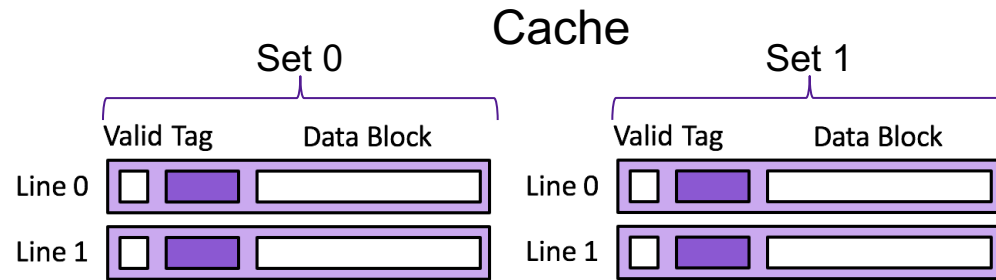 Cache
Set 0 Set 1
Valid Tag Data Block Valid Tag Data Block
Line 0 Line 0
Line 1 Line 1